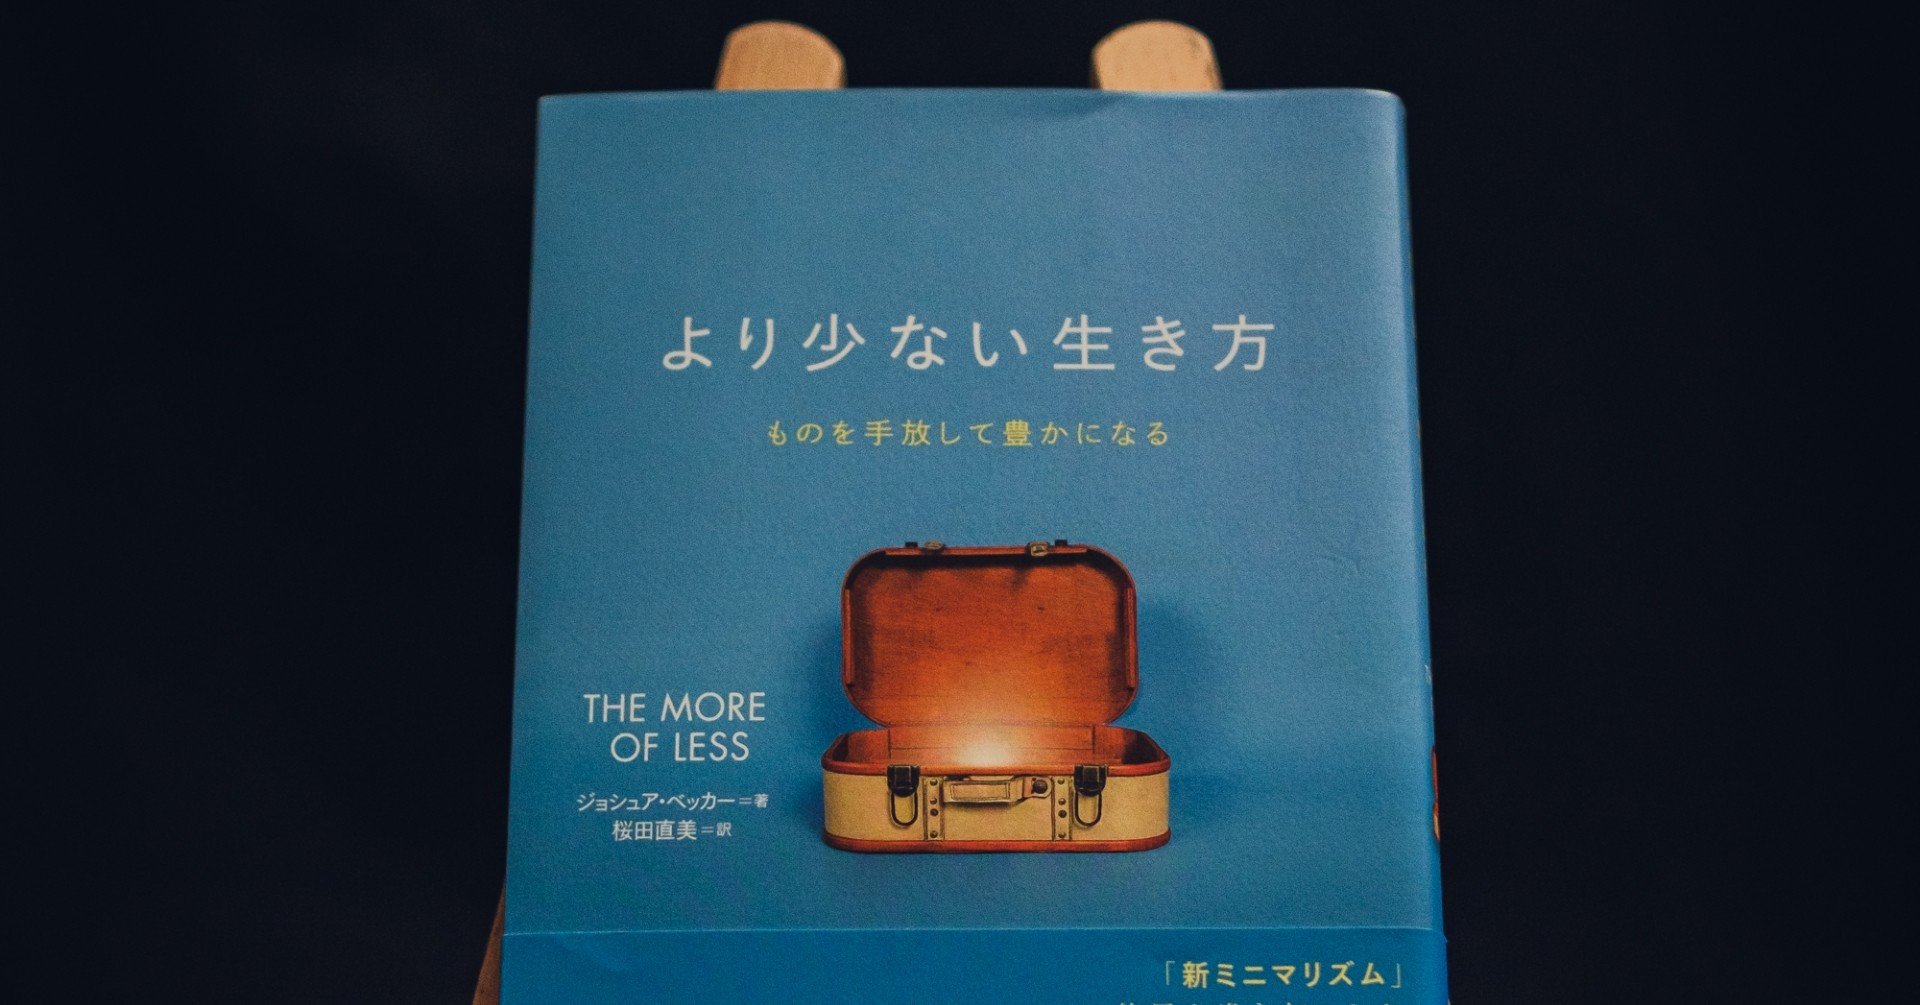 より少ない生き方
ものを手放して豊かになる
THE MORE
OF LESS
ジョシュア・ベッカー=著
桜田直美=訳
「新ミニマリズム」